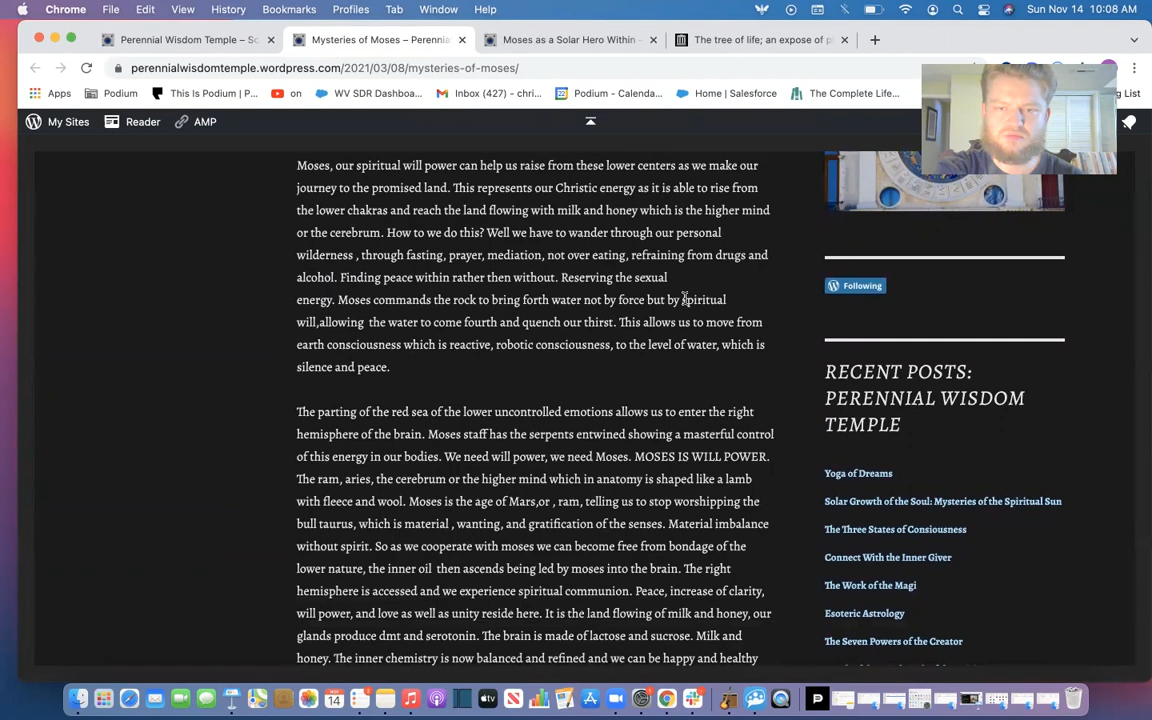 Chrome File Edit View History Bookmarks Profiles Tab Window Help Sun Nov 14 10:08 AM
Perennial Wisdom Temple – Sc Mysteries of Moses – Perennia Moses as a Solar Hero Within – The tree of life; an expose of p
perennialwisdomtemple.wordpress.com/2021/03/08/mysteries-of-moses/
Apps Podium This Is Podium | P... on WV SDR Dashboa... Inbox (427) – chri... Podium - Calenda... Home | Salesforce The Complete Life... List
My Sites Reader AMP
Moses, our spiritual will power can help us raise from these lower centers as we make our
journey to the promised land. This represents our Christic energy as it is able to rise from
the lower chakras and reach the land flowing with milk and honey which is the higher mind
or the cerebrum. How to we do this? Well we have to wander through our personal
wilderness , through fasting, prayer, mediation, not over eating, refraining from drugs and
alcohol. Finding peace within rather then without. Reserving the sexual
energy. Moses commands the rock to bring forth water not by force but by spiritual
will,allowing the water to come fourth and quench our thirst. This allows us to move from
earth consciousness which is reactive, robotic consciousness, to the level of water, which is
silence and peace.
The parting of the red sea of the lower uncontrolled emotions allows us to enter the right
hemisphere of the brain. Moses staff has the serpents entwined showing a masterful control
of this energy in our bodies. We need will power, we need Moses. MOSES IS WILL POWER.
The ram, aries, the cerebrum or the higher mind which in anatomy is shaped like a lamb
with fleece and wool. Moses is the age of Mars,or , ram, telling us to stop worshipping the
bull taurus, which is material , wanting, and gratification of the senses. Material imbalance
without spirit. So as we cooperate with moses we can become free from bondage of the
lower nature, the inner oil then ascends being led by moses into the brain. The right
hemisphere is accessed and we experience spiritual communion. Peace, increase of clarity,
will power, and love as well as unity reside here. It is the land flowing of milk and honey, our
glands produce dmt and serotonin. The brain is made of lactose and sucrose. Milk and
honey. The inner chemistry is now balanced and refined and we can be happy and healthy
Following
RECENT POSTS:
PERENNIAL WISDOM
TEMPLE
Yoga of Dreams
Solar Growth of the Soul: Mysteries of the Spiritual Sun
The Three States of Consiousness
Connect With the Inner Giver
The Work of the Magi
Esoteric Astrology
The Seven Powers of the Creator